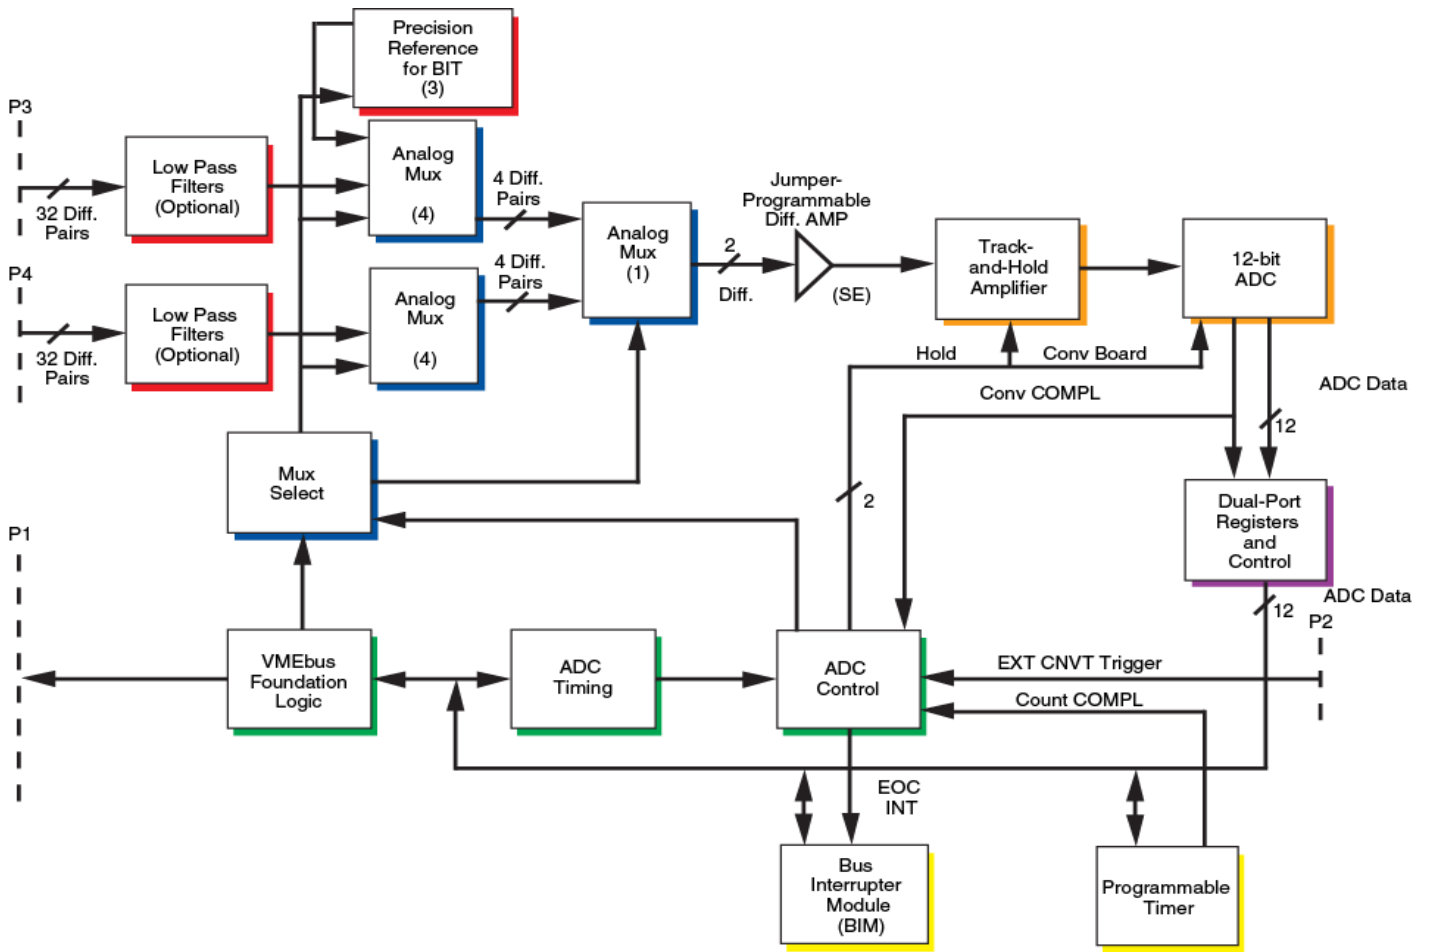 Precision
Reference
for BIT
(3)
P3
Low Pass
Filters
(Optional)
32 Diff.
Pairs
Analog
Mux
(4)
4 Diff.
Pairs
Jumper-
Programmable
Diff. AMP
Analog
Mux
(1)
2
Diff.
(SE)
Track-
and-Hold
Amplifier
12-bit
ADC
P4
Low Pass
Filters
(Optional)
32 Diff.
Pairs
Analog
Mux
(4)
4 Diff.
Pairs
Hold
Conv Board
Conv COMPL
ADC Data
12
Mux
Select
2
Dual-Port
Registers
and
Control
P1
12
ADC Data
P2
VMEbus
Foundation
Logic
ADC
Timing
ADC
Control
EXT CNVT Trigger
Count COMPL
EOC
INT
Bus
Interrupter
Module
(BIM)
Programmable
Timer